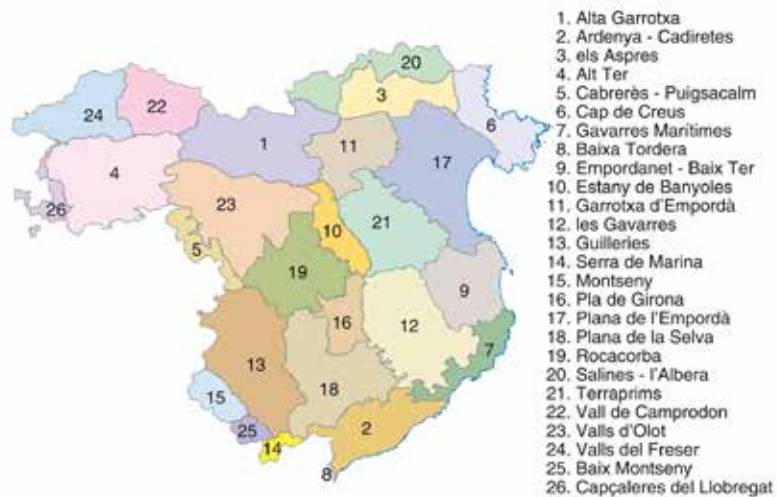 1. Alta Garrotxa
2. Ardenya - Cadiretes
3. els Aspres
4. Alt Ter
5. Cabrerès - Puigsacalm
6. Cap de Creus
7. Gavarres Marítimes
8. Baixa Tordera
9. Empordanet - Baix Ter
10. Estany de Banyoles
11. Garrotxa d'Empordà
12. les Gavarres
13. Guilleries
14. Serra de Marina
15. Montseny
16. Pla de Girona
17. Plana de l'Empordà
18. Plana de la Selva
19. Rocacorba
20. Salines - l'Albera
21. Terraprims
22. Vall de Camprodon
23. Valls d'Olot
24. Valls del Freser
25. Baix Montseny
26. Capçaleres del Llobregat
20
22
3
24
6
1
11
17
4
26
23
21
5
10
19
9
16
12
7
13
18
15
2
25
14
8